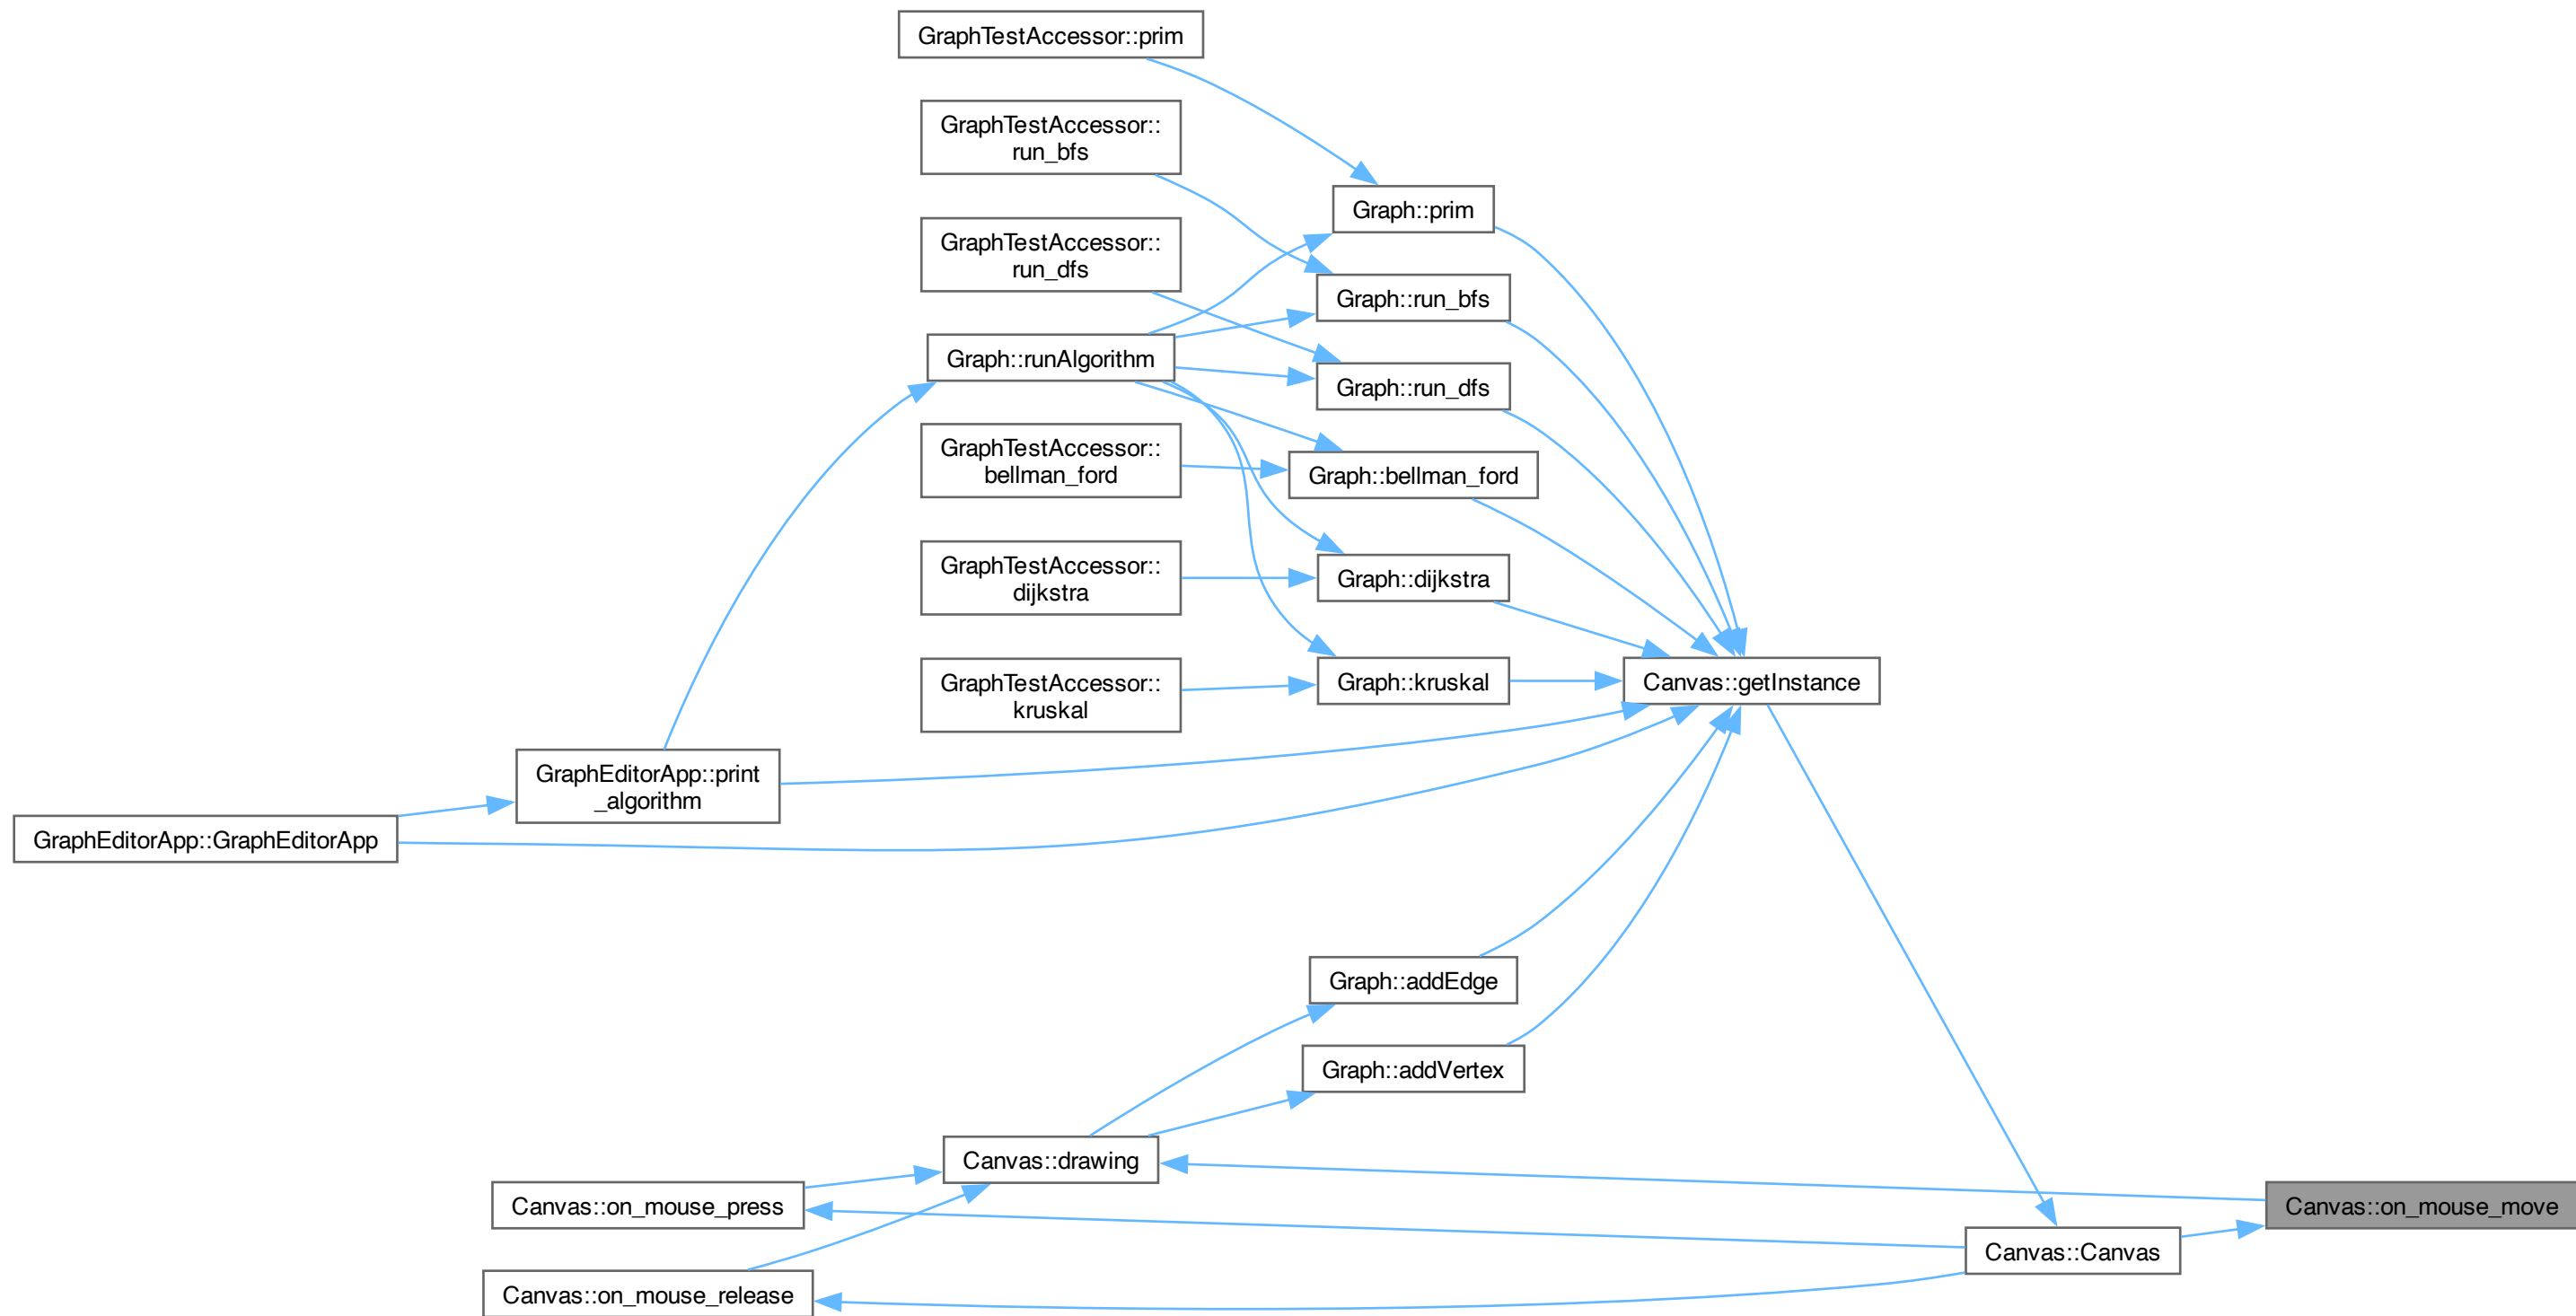 GraphTestAccessor::prim
GraphTestAccessor::
run_bfs
Graph::prim
GraphTestAccessor::
run_dfs
Graph::run_bfs
Graph::runAlgorithm
Graph::run_dfs
GraphTestAccessor::
bellman_ford
Graph::bellman_ford
GraphTestAccessor::
dijkstra
Graph::dijkstra
GraphTestAccessor::
kruskal
Graph::kruskal
Canvas::getInstance
GraphEditorApp::print
_algorithm
GraphEditorApp::GraphEditorApp
Graph::addEdge
Graph::addVertex
Canvas::drawing
Canvas::on_mouse_press
Canvas::on_mouse_move
Canvas::Canvas
Canvas::on_mouse_release